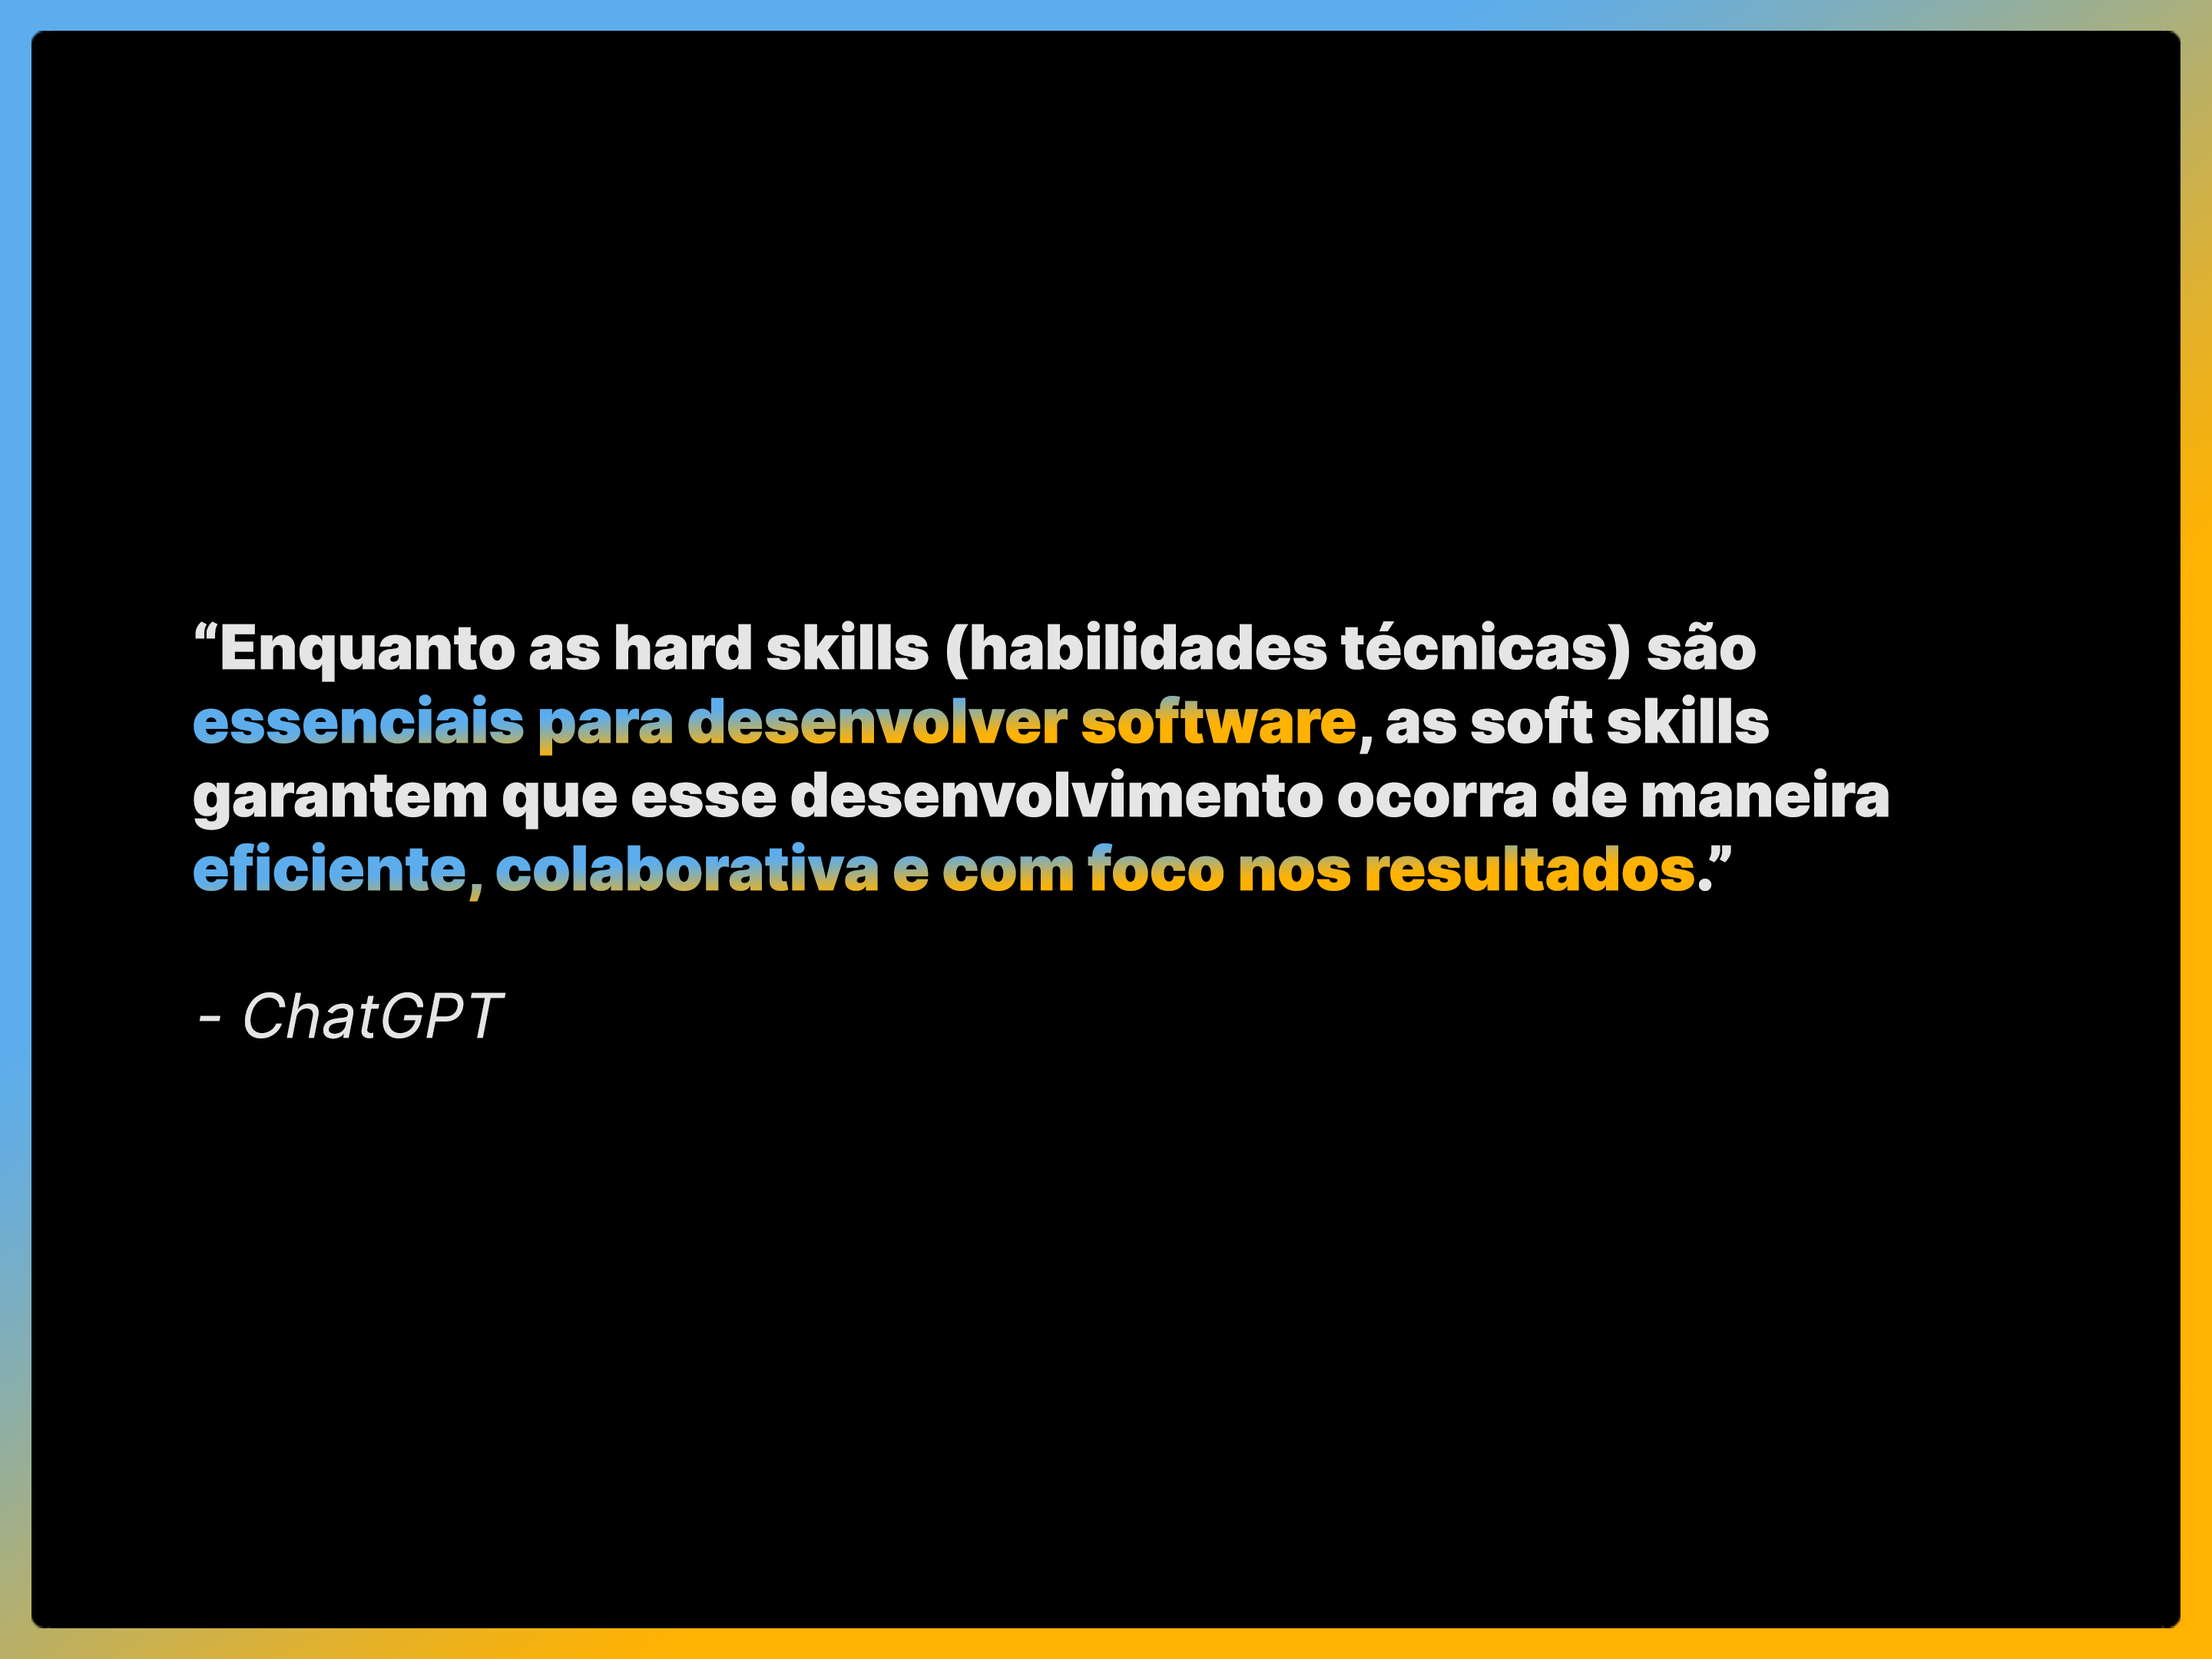 “Enquanto as hard skills (habilidades técnicas) são
essenciais para desenvolver software, as soft skills
garantem que esse desenvolvimento ocorra de maneira
eficiente, colaborativa e com foco nos resultados.”
- ChatGPT